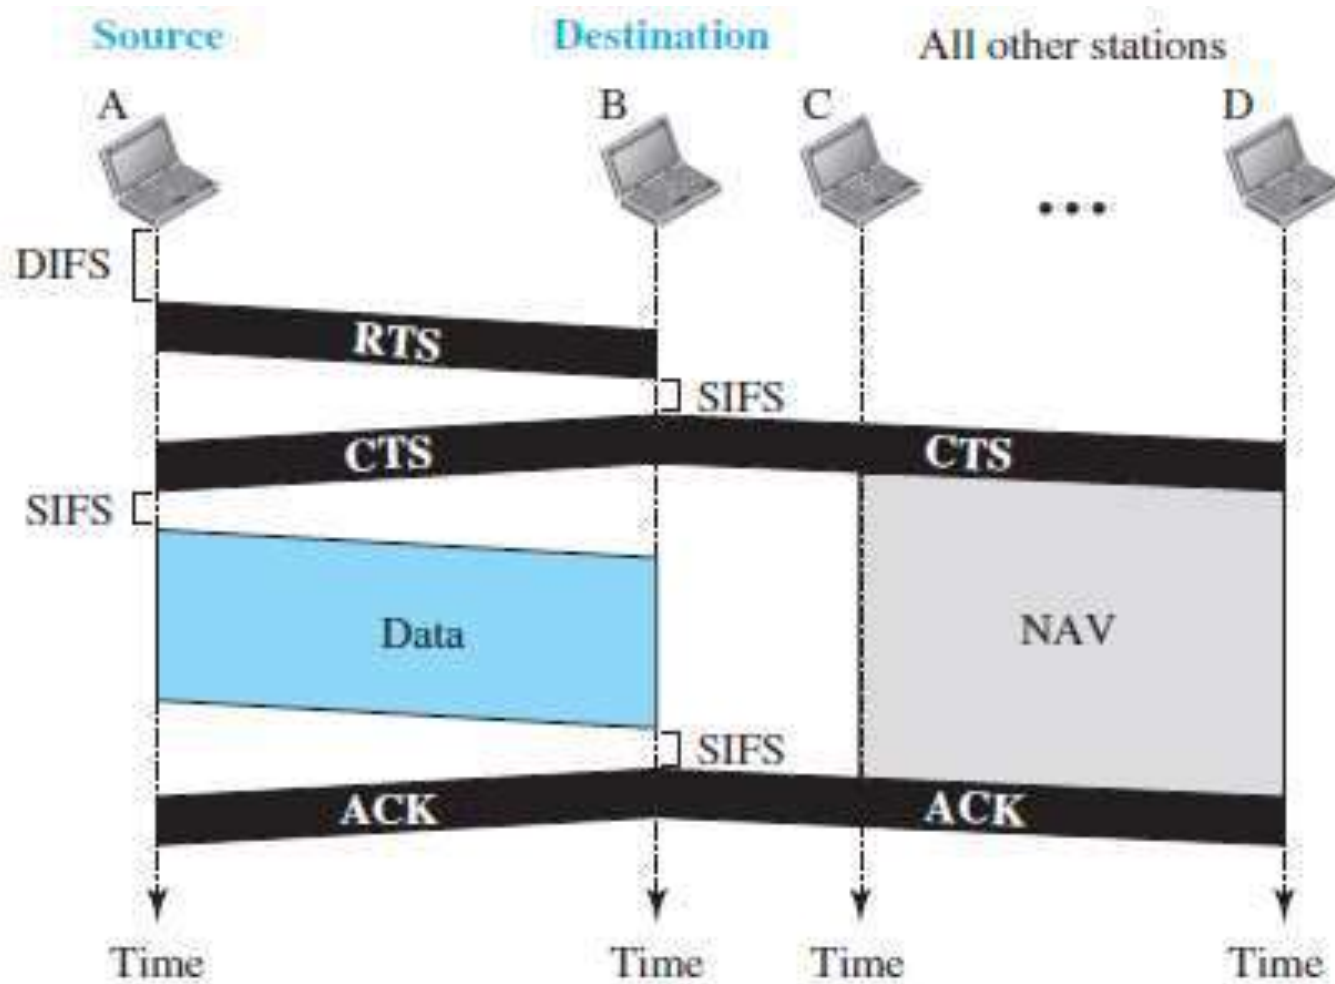 Source
Destination
All other stations
A
B
C
D
DIFS
RTS
SIFS
CTS
CTS
SIFS
Data
NAV
SIFS
ACK
ACK
Time
Time
Time
Time